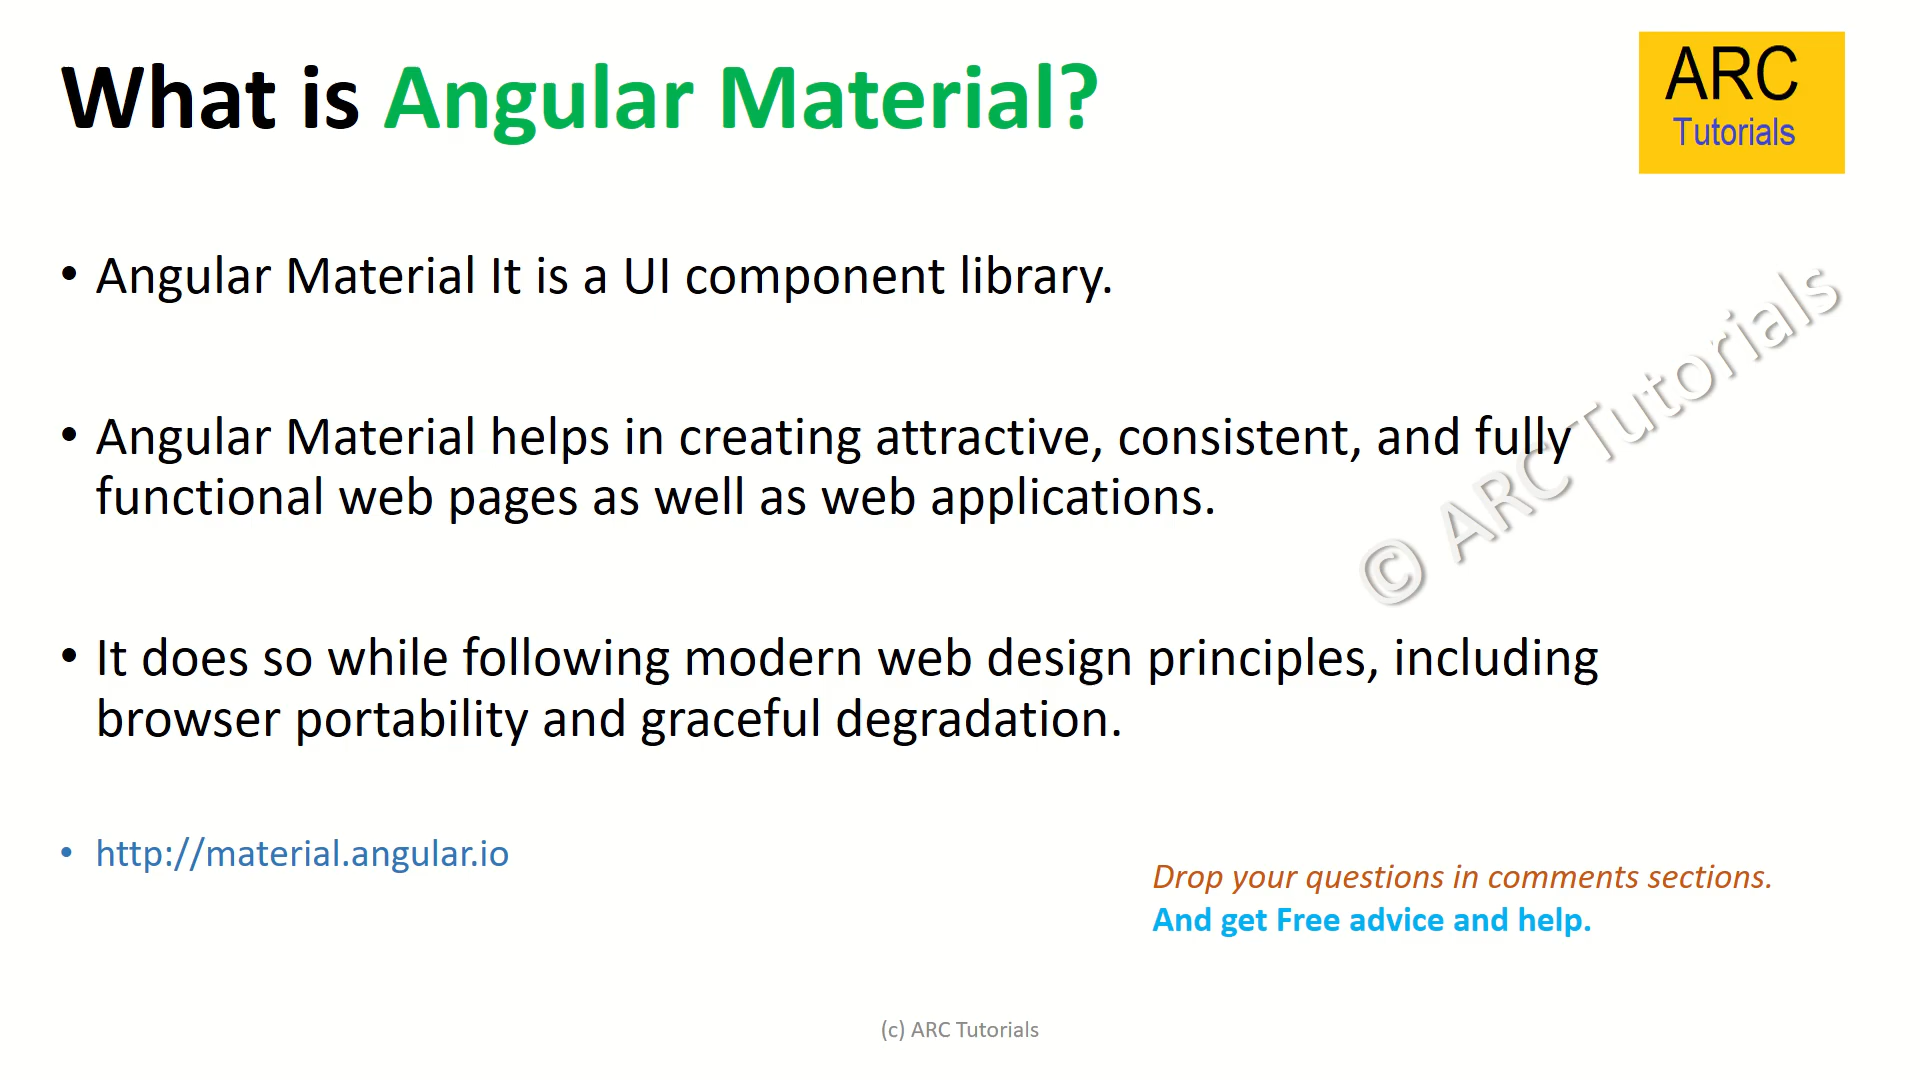 What is Angular Material?
ARC
Tutorials
• Angular Material It is a UI component library.
• Angular Material helps in creating attractive, consistent, and fully
functional web pages as well as web applications.
© ARC Tutorials
• It does so while following modern web design principles, including
browser portability and graceful degradation.
• http://material.angular.io
Drop your questions in comments sections.
And get Free advice and help.
(c) ARC Tutorials